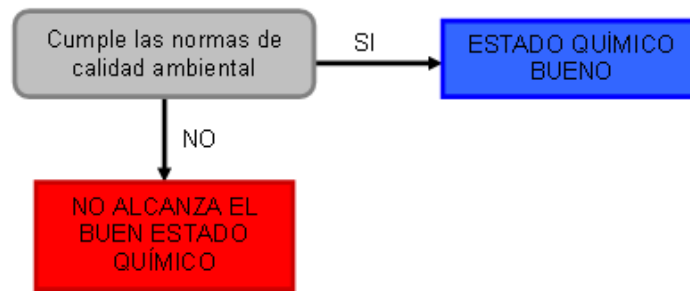 Cumple las normas de
calidad ambiental
SI
ESTADO QUÍMICO
BUENO
NO
NO ALCANZA EL
BUEN ESTADO
QUÍMICO